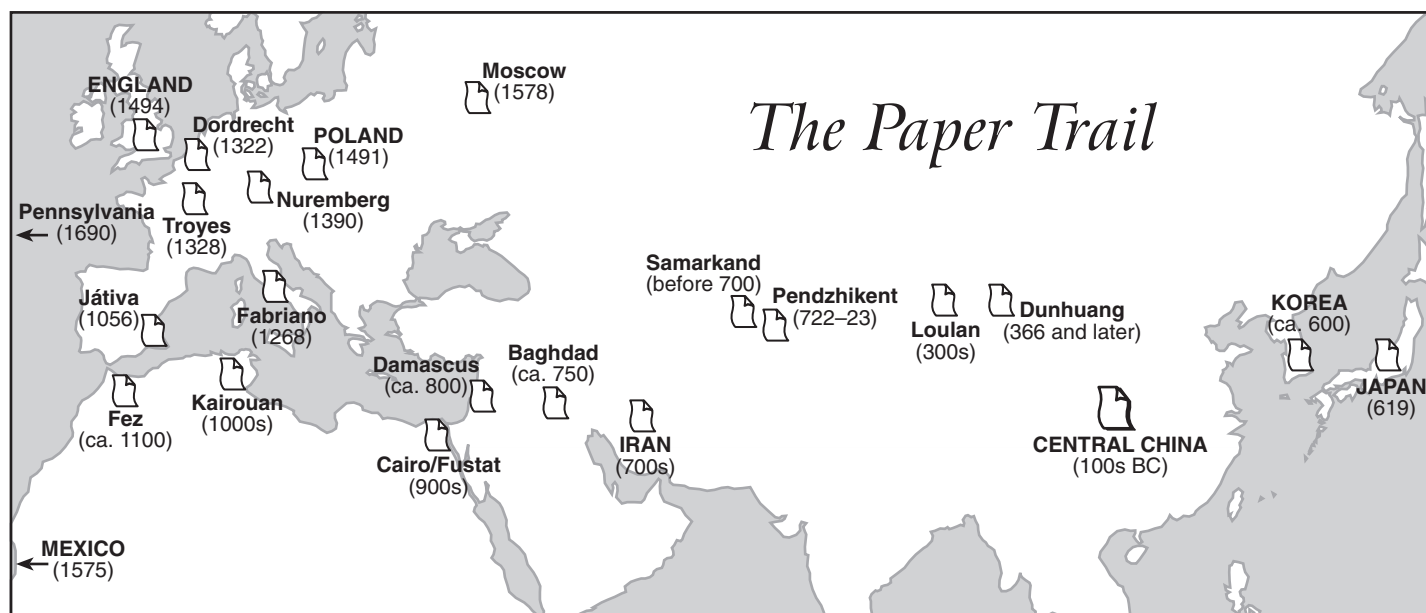 The Paper Trail
ENGLAND
(1494)
Dordrecht
(1322)
POLAND
(1491)
Moscow
(1578)
Nuremberg
(1390)
Troyes
(1328)
Pennsylvania
(1690)
Játiva
(1056)
Fabriano
(1268)
Fez
(ca. 1100)
Kairouan
(1000s)
Damascus
(ca. 800)
Baghdad
(ca. 750)
Cairo/Fustat
(900s)
IRAN
(700s)
Samarkand
(before 700)
Pendzhikent
(722–23)
Loulan
(300s)
Dunhuang
(366 and later)
KOREA
(ca. 600)
JAPAN
(619)
CENTRAL CHINA
(100s BC)
MEXICO
(1575)